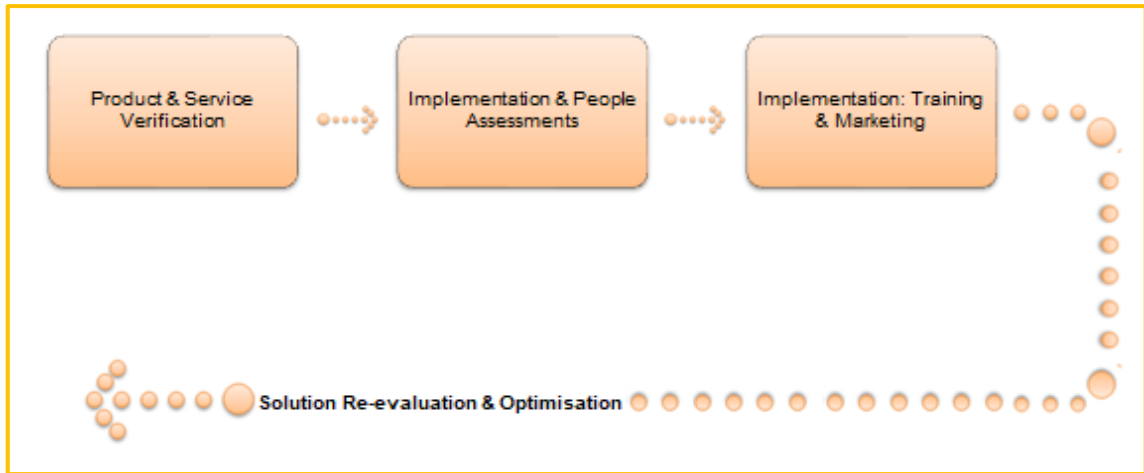 Product & Service
Verification
Implementation & People
Assessments
Implementation: Training
& Marketing
Solution Re-evaluation & Optimisation